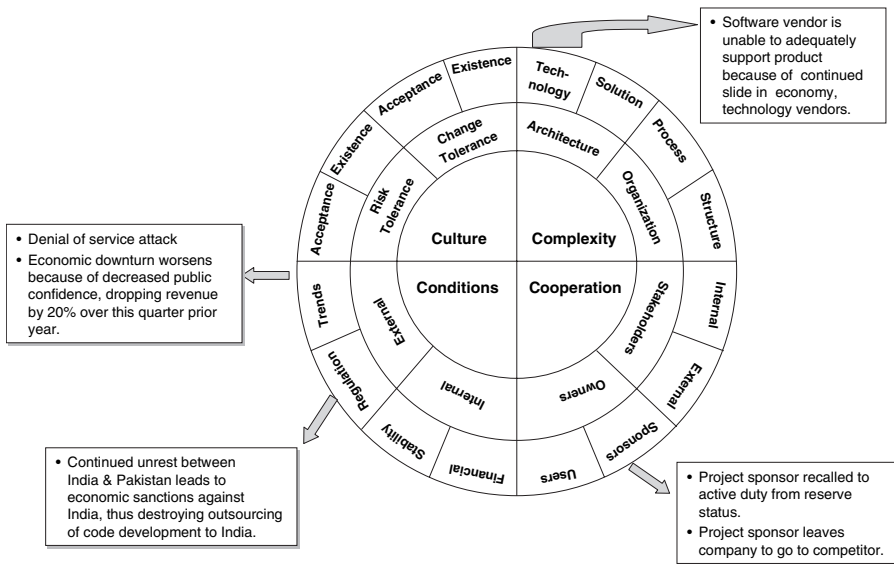 • Software vendor is
unable to adequately
support product
because of continued
slide in economy,
technology vendors.
Existence
Tech-
nology
Acceptance
Solution
Existence
Change
Tolerance
Architecture
Process
Acceptance
Risk
Tolerance
Organization
Structure
Culture
Complexity
• Denial of service attack
• Economic downturn worsens
because of decreased public
confidence, dropping revenue
by 20% over this quarter prior
year.
Conditions
Cooperation
Trends
External
Stakeholders
Internal
Regulation
Internal
Owners
External
Stability
Financial
Users
Sponsors
• Continued unrest between
India & Pakistan leads to
economic sanctions against
India, thus destroying outsourcing
of code development to India.
• Project sponsor recalled to
active duty from reserve
status.
• Project sponsor leaves
company to go to competitor.